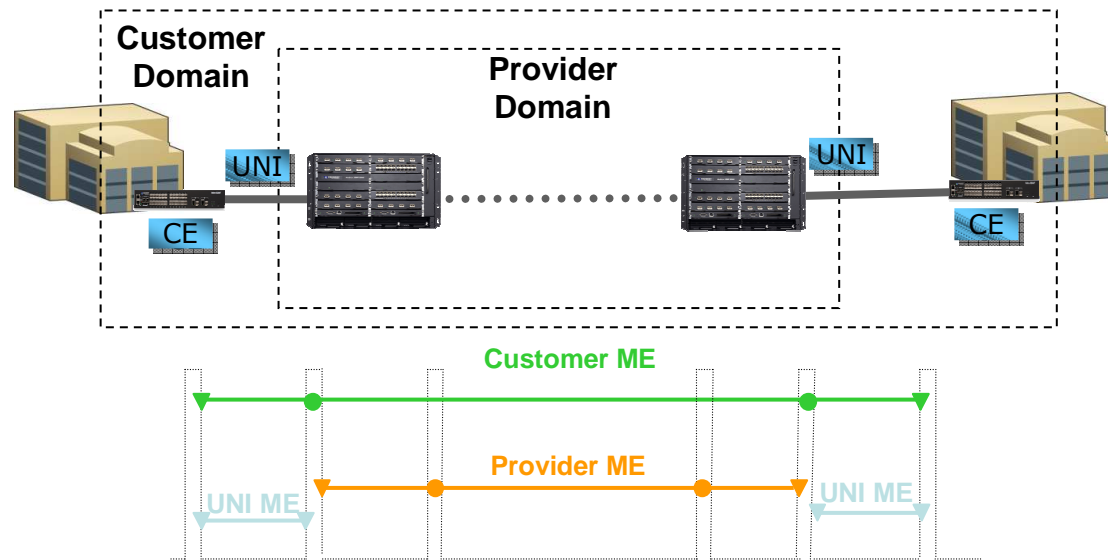 Customer
Domain
Provider
Domain
UNI
UNI
CE
CE
Customer ME
Provider ME
UNI ME
UNI ME